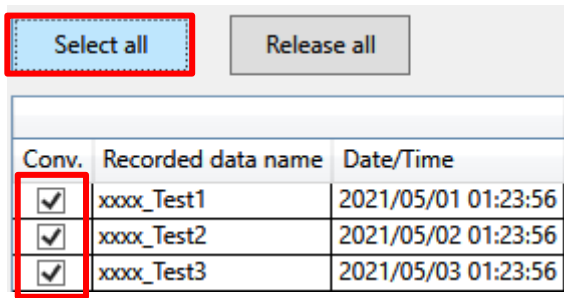 Select all Release all
Conv. Recorded data name Date/Time
xxxx_Test1 2021/05/01 01:23:56
xxxx_Test2 2021/05/02 01:23:56
xxxx_Test3 2021/05/03 01:23:56